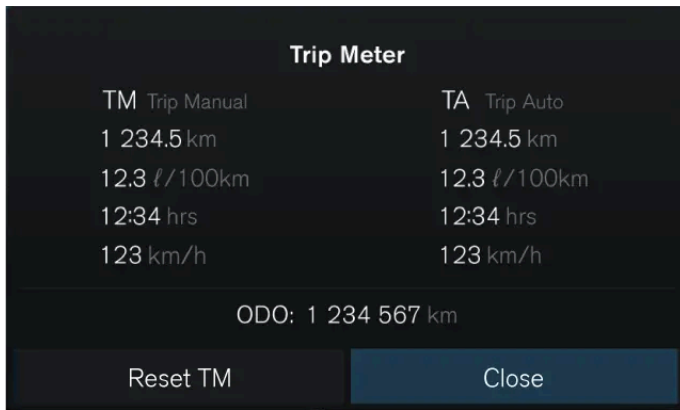 Trip Meter
TM Trip Manual
1 234.5 km
12.3 ℓ/100km
12:34 hrs
123 km/h
TA Trip Auto
1 234.5 km
12.3 ℓ/100km
12:34 hrs
123 km/h
ODO: 1 234 567 km
Reset TM
Close